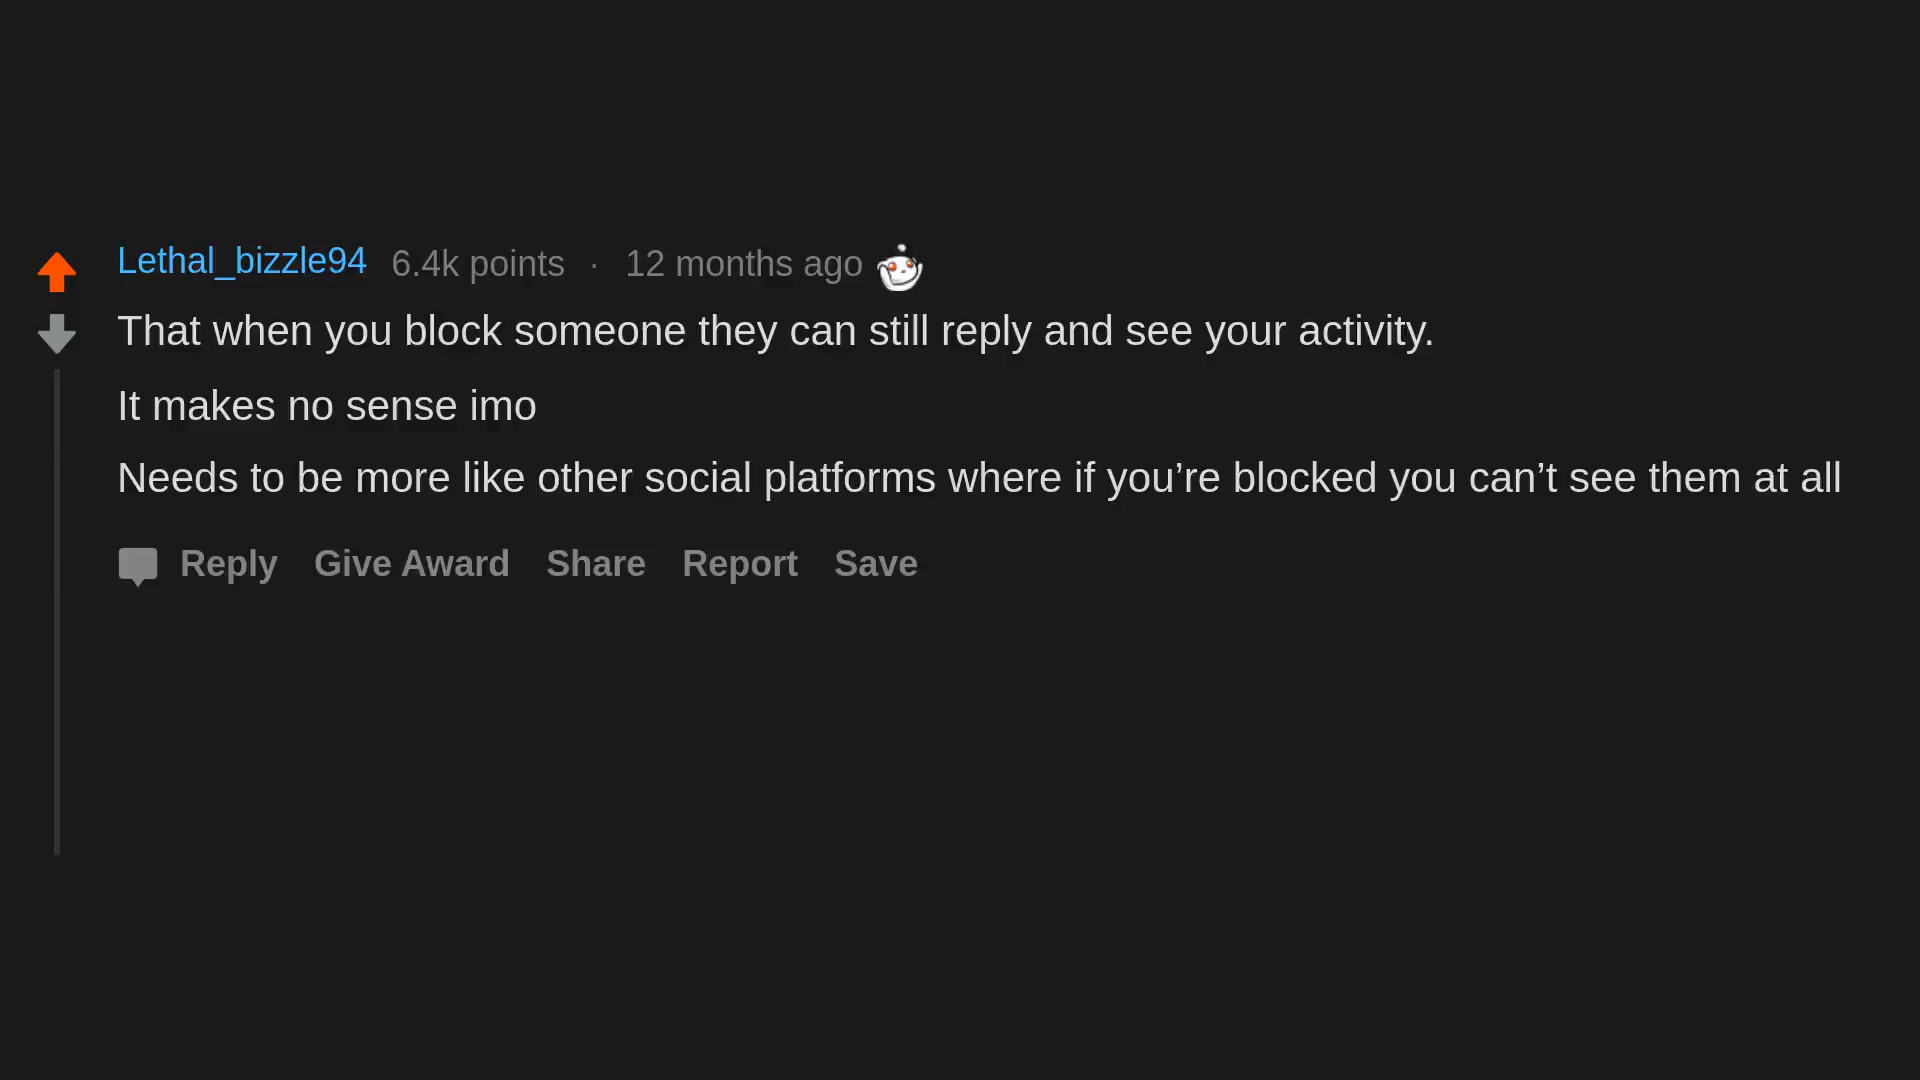 Lethal_bizzle94 6.4k points · 12 months ago
That when you block someone they can still reply and see your activity.
It makes no sense imo
Needs to be more like other social platforms where if you’re blocked you can’t see them at all
Reply Give Award Share Report Save